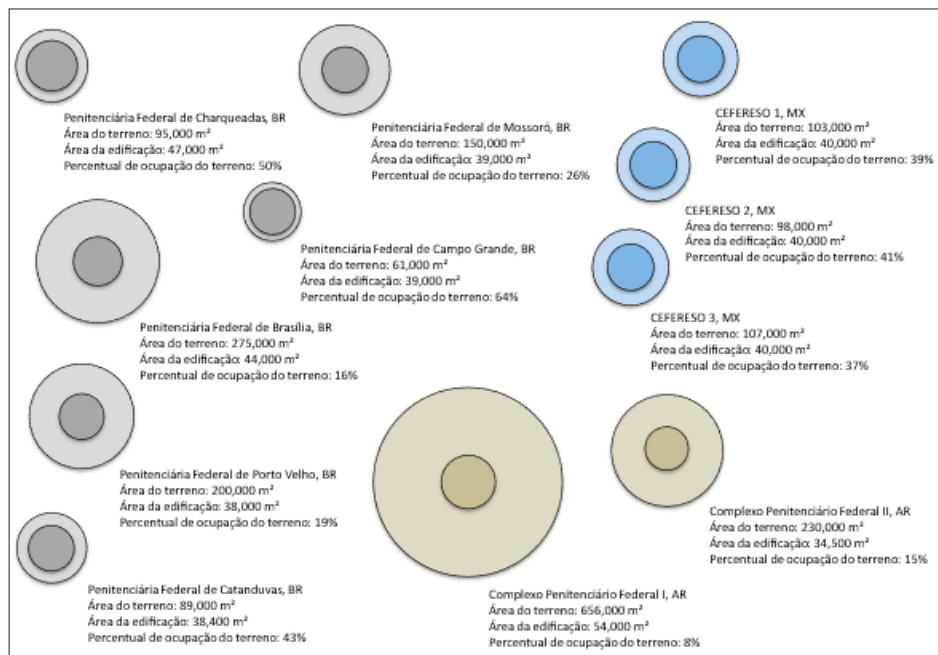 Penitenciária Federal de Charqueadas, BR
Área do terreno: 95,000 m²
Área da edificação: 47,000 m²
Percentual de ocupação do terreno: 50%
Penitenciária Federal de Mossoró, BR
Área do terreno: 150,000 m²
Área da edificação: 39,000 m²
Percentual de ocupação do terreno: 26%
CEFERESO 1, MX
Área do terreno: 103,000 m²
Área da edificação: 40,000 m²
Percentual de ocupação do terreno: 39%
CEFERESO 2, MX
Área do terreno: 98,000 m²
Área da edificação: 40,000 m²
Percentual de ocupação do terreno: 41%
Penitenciária Federal de Campo Grande, BR
Área do terreno: 61,000 m²
Área da edificação: 39,000 m²
Percentual de ocupação do terreno: 64%
CEFERESO 3, MX
Área do terreno: 107,000 m²
Área da edificação: 40,000 m²
Percentual de ocupação do terreno: 37%
Penitenciária Federal de Brasília, BR
Área do terreno: 275,000 m²
Área da edificação: 44,000 m²
Percentual de ocupação do terreno: 16%
Penitenciária Federal de Porto Velho, BR
Área do terreno: 200,000 m²
Área da edificação: 38,000 m²
Percentual de ocupação do terreno: 19%
Complexo Penitenciário Federal II, AR
Área do terreno: 230,000 m²
Área da edificação: 34,500 m²
Percentual de ocupação do terreno: 15%
Penitenciária Federal de Catanduvas, BR
Área do terreno: 89,000 m²
Área da edificação: 38,400 m²
Percentual de ocupação do terreno: 43%
Complexo Penitenciário Federal I, AR
Área do terreno: 656,000 m²
Área da edificação: 54,000 m²
Percentual de ocupação do terreno: 8%